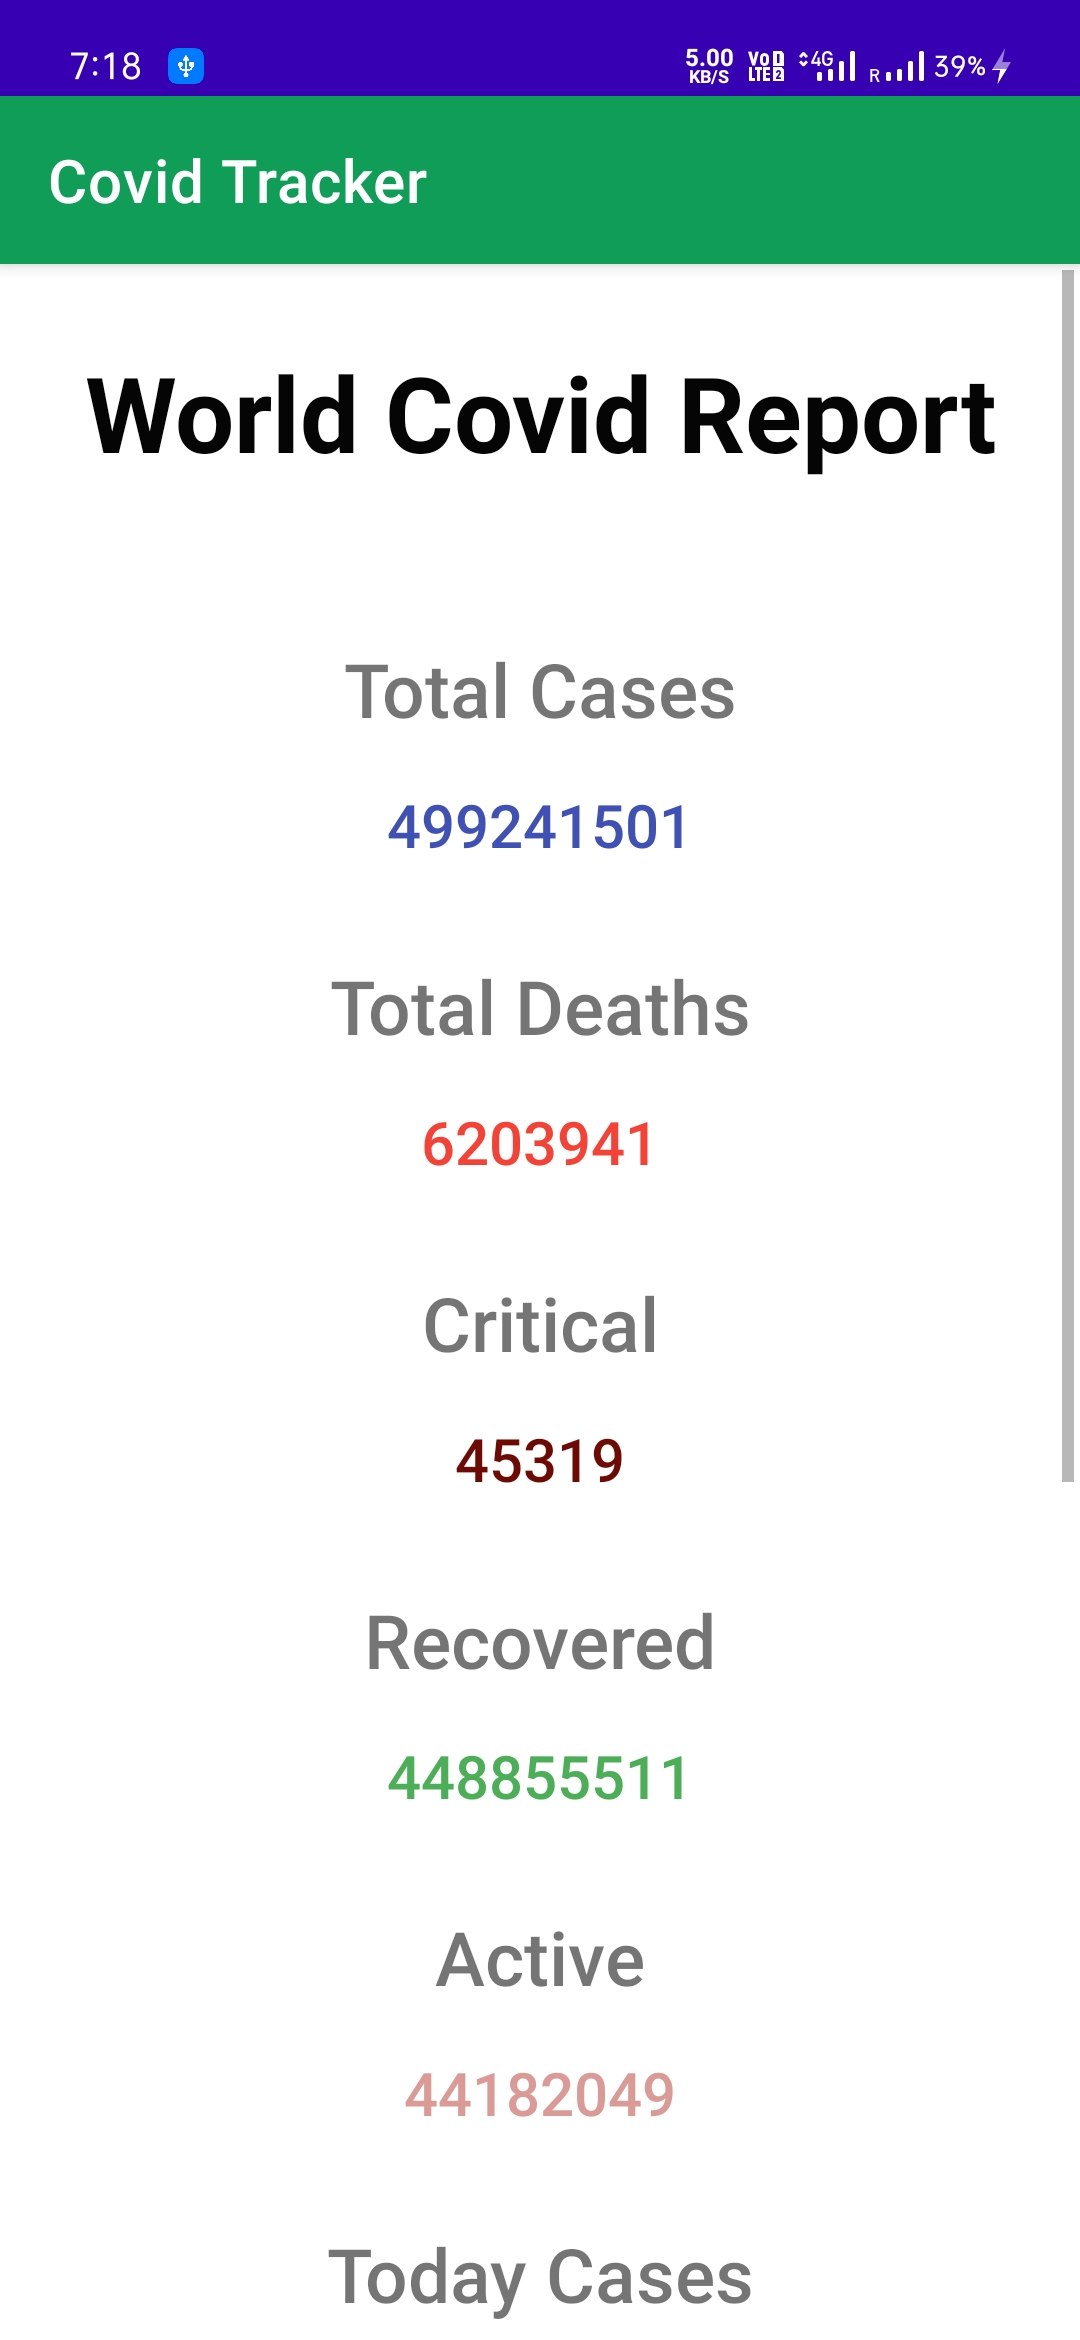 7:18
5.00 KB/S Vo 1 LTE 2 4G R 39%
Covid Tracker
World Covid Report
Total Cases
499241501
Total Deaths
6203941
Critical
45319
Recovered
448855511
Active
44182049
Today Cases